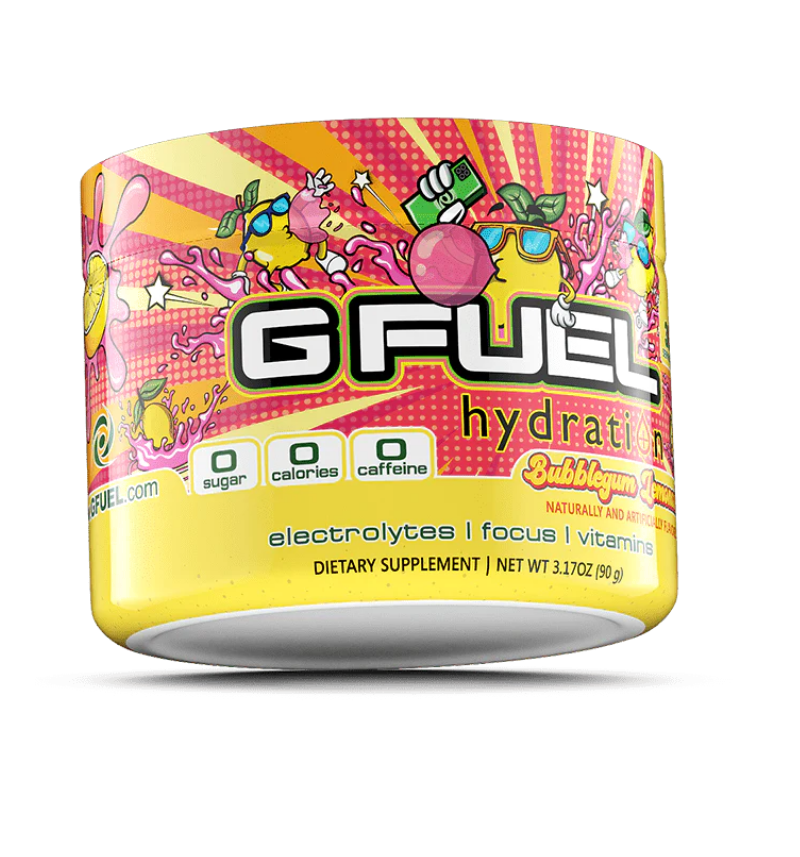 G FUEL
hydration
Bubblegum
NATURALLY AND ARTIFICIALLY
GFUEL.com
0
sugar
0
calories
0
caffeine
electrolytes | focus | vitamins
DIETARY SUPPLEMENT | NET WT 3.17OZ (90 g)